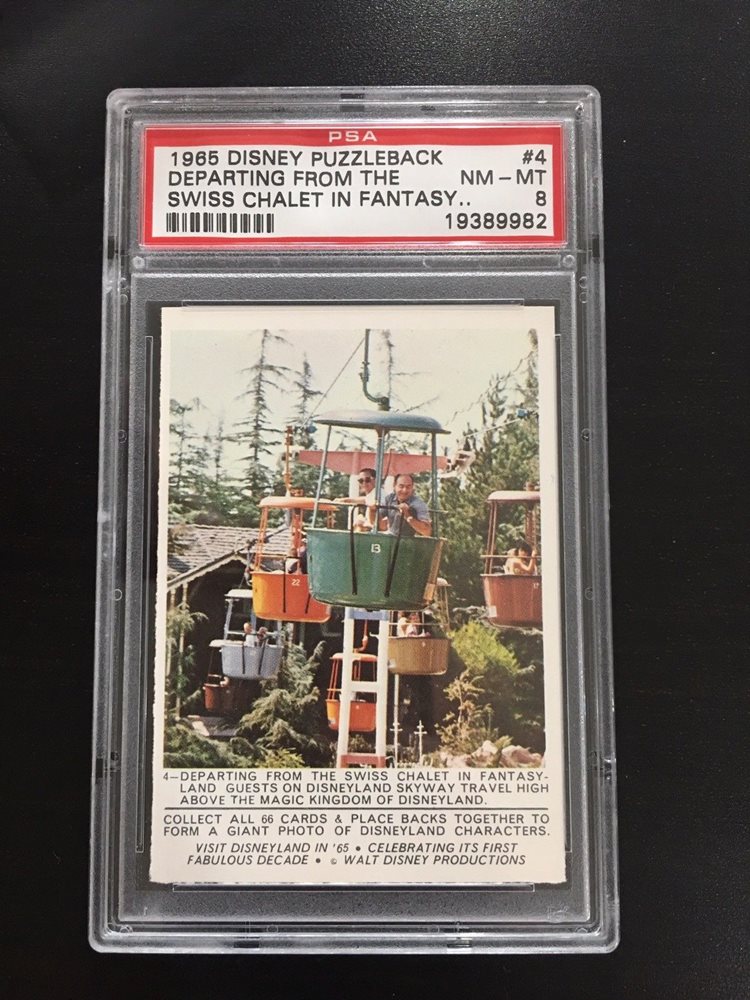 PSA
1965 DISNEY PUZZLEBACK #4
DEPARTING FROM THE NM-MT
SWISS CHALET IN FANTASY.. 8
19389982
13
22
17
4—DEPARTING FROM THE SWISS CHALET IN FANTASY-
LAND GUESTS ON DISNEYLAND SKYWAY TRAVEL HIGH
ABOVE THE MAGIC KINGDOM OF DISNEYLAND.
COLLECT ALL 66 CARDS & PLACE BACKS TOGETHER TO
FORM A GIANT PHOTO OF DISNEYLAND CHARACTERS.
VISIT DISNEYLAND IN '65 • CELEBRATING ITS FIRST
FABULOUS DECADE • © WALT DISNEY PRODUCTIONS